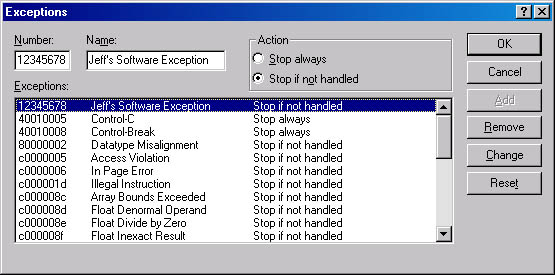 Exceptions
Number: Name: Action
12345678 Jeff's Software Exception Stop always
Stop if not handled
Exceptions:
12345678 Jeff's Software Exception Stop if not handled
40010005 Control-C Stop always
40010008 Control-Break Stop always
80000002 Datatype Misalignment Stop if not handled
c0000005 Access Violation Stop if not handled
c0000006 In Page Error Stop if not handled
c000001d Illegal Instruction Stop if not handled
c000008c Array Bounds Exceeded Stop if not handled
c000008d Float Denormal Operand Stop if not handled
c000008e Float Divide by Zero Stop if not handled
c000008f Float Inexact Result Stop if not handled
OK
Cancel
Add
Remove
Change
Reset